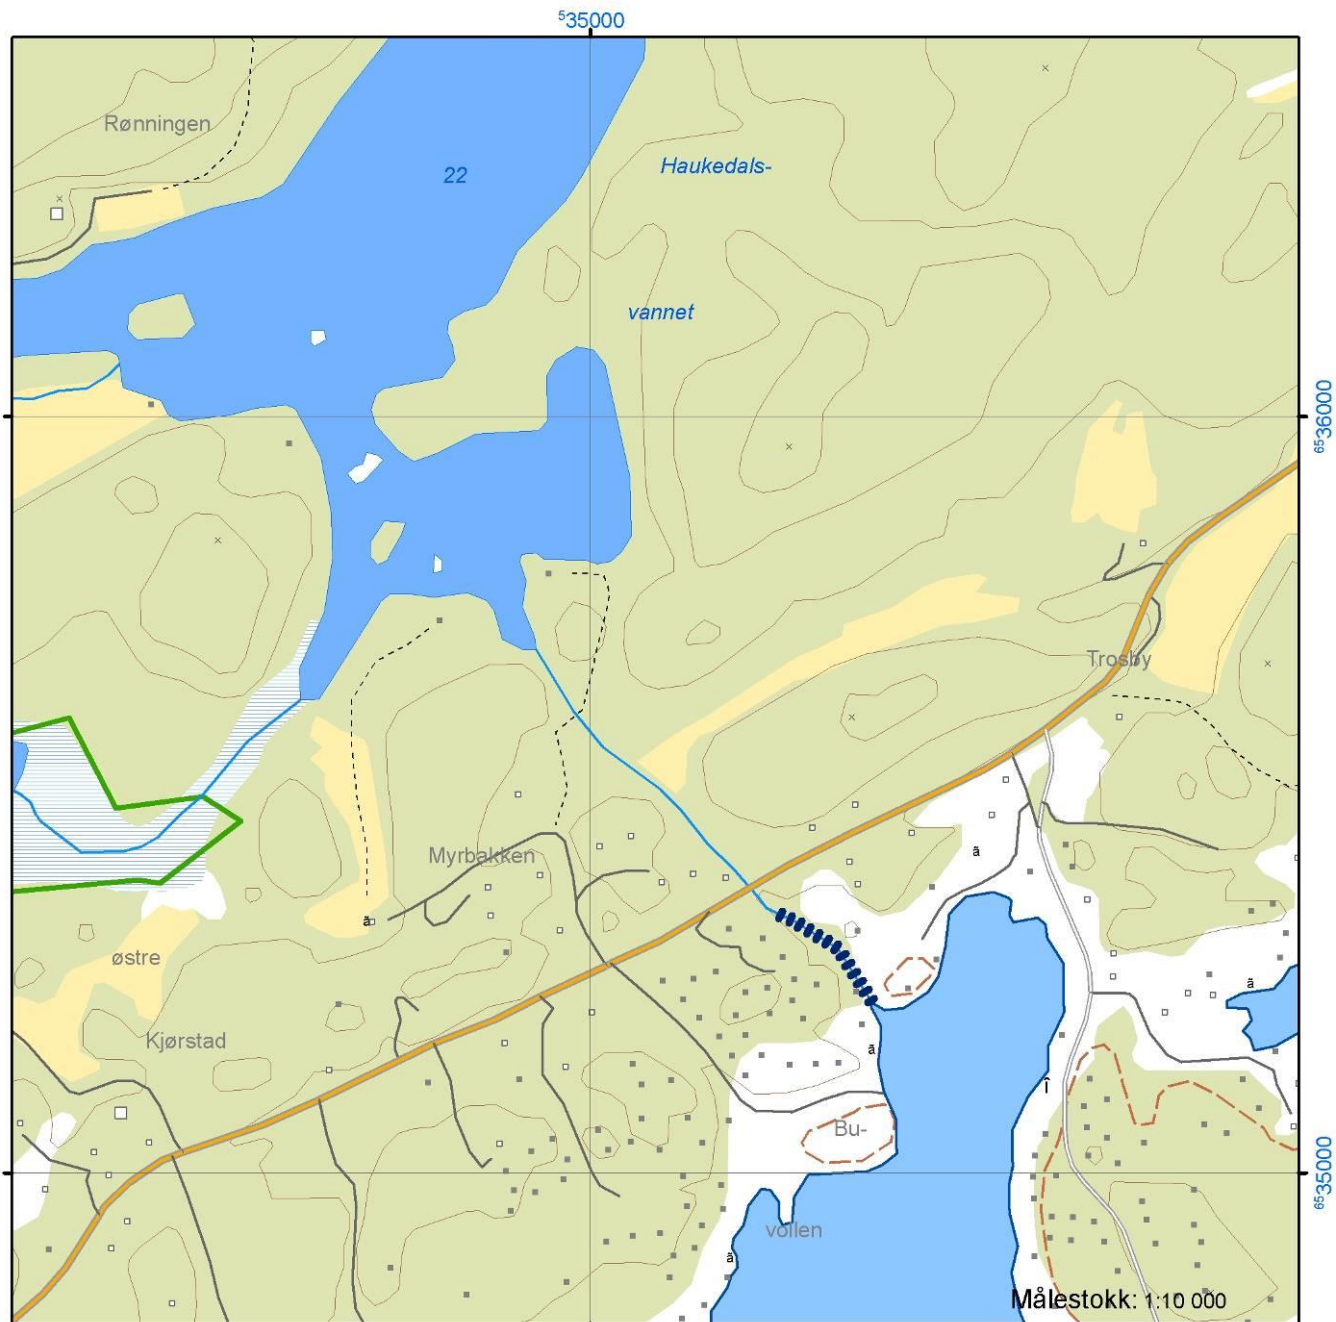 535000
Rønningen
22
Haukedals-
vannet
6536000
Trosby
Myrbakken
østre
Kjørstad
Bu-
vollen
6535000
Målestokk: 1:10 000